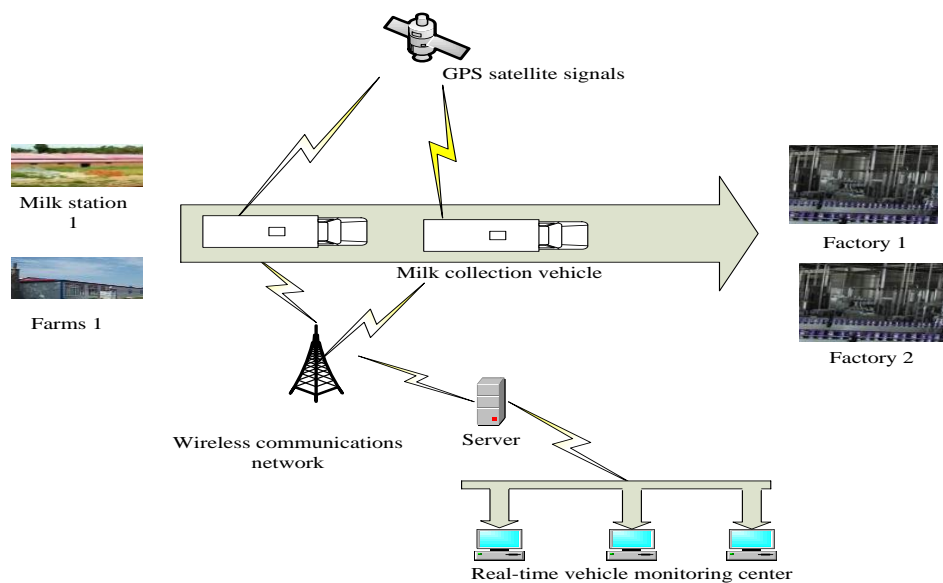 GPS satellite signals
Milk station
1
Factory 1
Milk collection vehicle
Farms 1
Factory 2
Wireless communications
network
Server
Real-time vehicle monitoring center